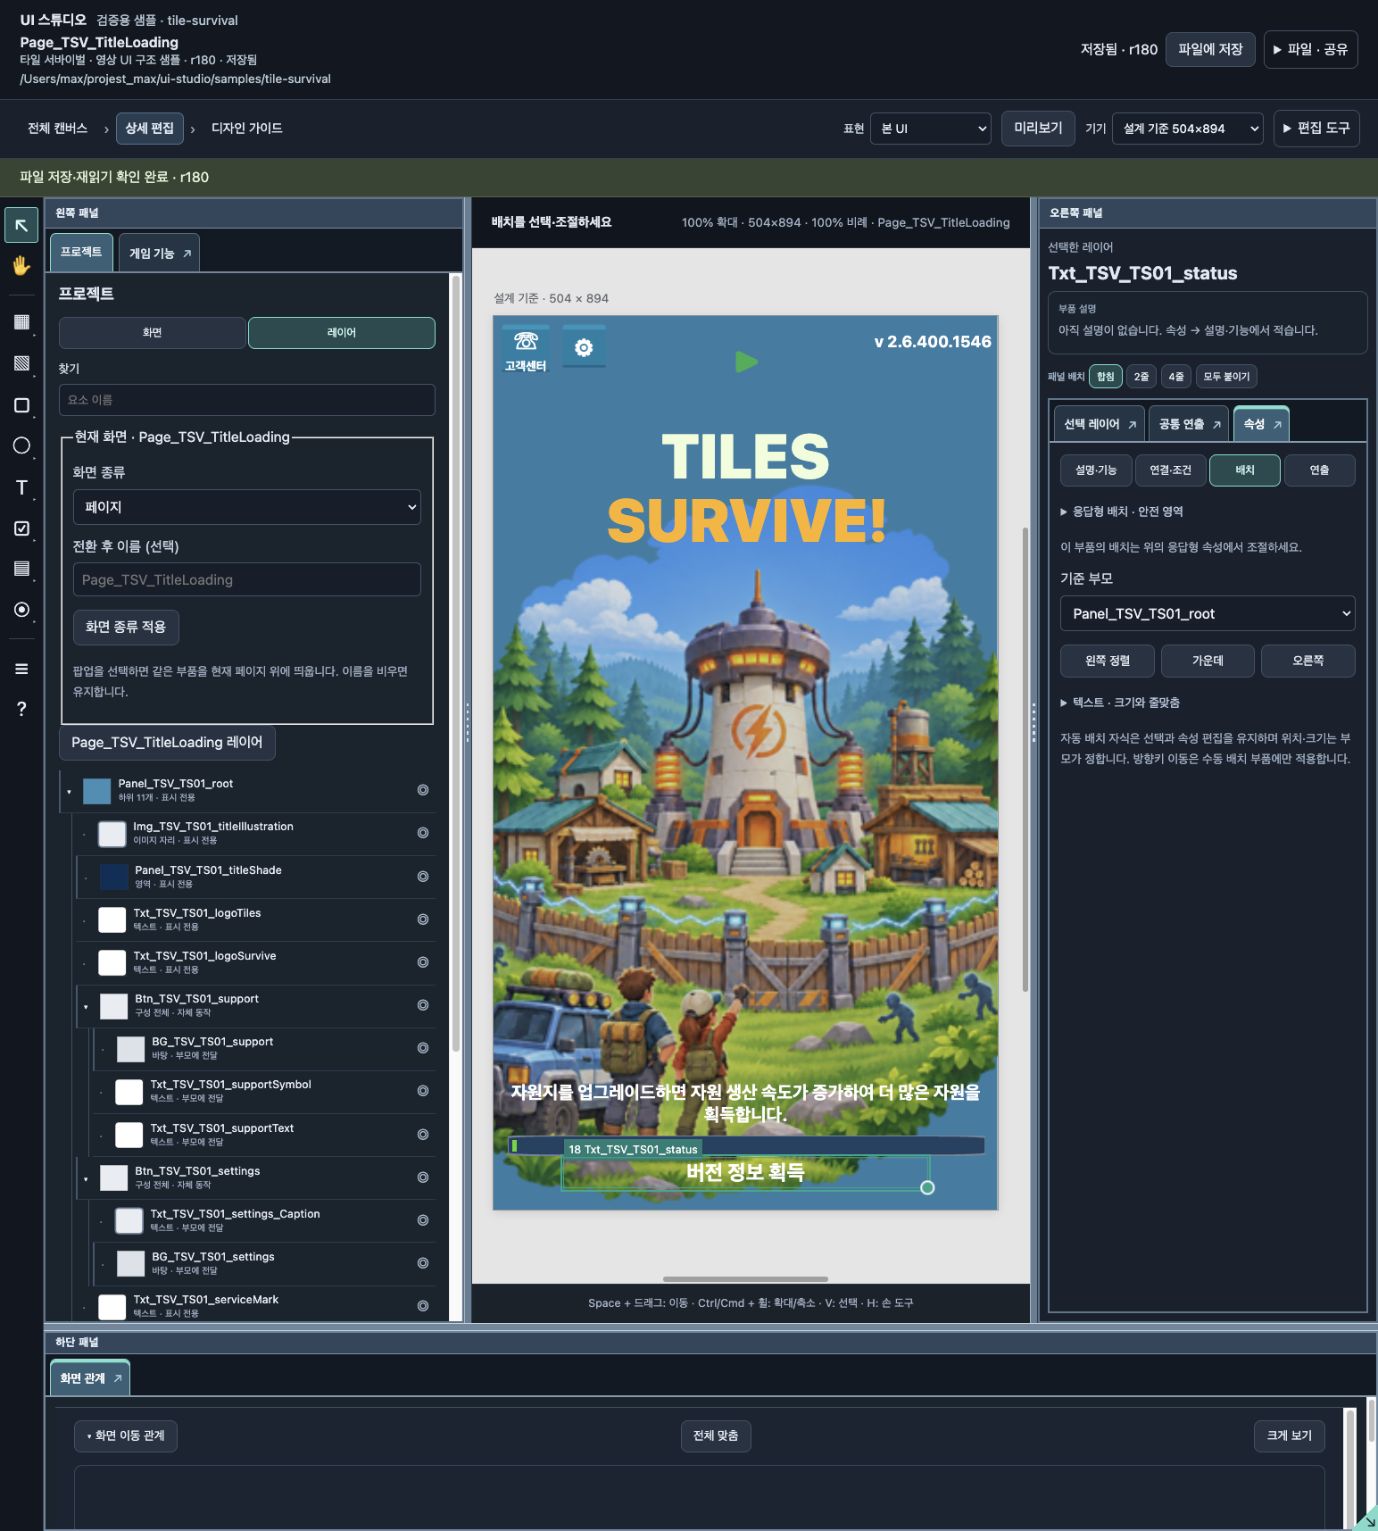 UI 스튜디오 검증용 샘플 · tile-survival
Page_TSV_TitleLoading
타일 서바이벌 · 영상 UI 구조 샘플 · r180 · 저장됨
/Users/max/projest_max/ui-studio/samples/tile-survival
저장됨 · r180
파일에 저장
▶ 파일 · 공유
전체 캔버스 › 상세 편집 › 디자인 가이드
표현 본 UI
미리보기
기기 설계 기준 504×894
▶ 편집 도구
파일 저장·재읽기 확인 완료 · r180
왼쪽 패널
프로젝트
게임 기능 ↗
프로젝트
화면
레이어
찾기
요소 이름
현재 화면 · Page_TSV_TitleLoading
화면 종류
페이지
전환 후 이름 (선택)
Page_TSV_TitleLoading
화면 종류 적용
팝업을 선택하면 같은 부품을 현재 페이지 위에 띄웁니다. 이름을 비우면
유지합니다.
Page_TSV_TitleLoading 레이어
Panel_TSV_TS01_root
하위 11개 · 표시 전용
Img_TSV_TS01_titleIllustration
이미지 자리 · 표시 전용
Panel_TSV_TS01_titleShade
영역 · 표시 전용
Txt_TSV_TS01_logoTiles
텍스트 · 표시 전용
Txt_TSV_TS01_logoSurvive
텍스트 · 표시 전용
Btn_TSV_TS01_support
구성 전체 · 자체 동작
BG_TSV_TS01_support
바탕 · 부모에 전달
Txt_TSV_TS01_supportSymbol
텍스트 · 부모에 전달
Txt_TSV_TS01_supportText
텍스트 · 부모에 전달
Btn_TSV_TS01_settings
구성 전체 · 자체 동작
Txt_TSV_TS01_settings_Caption
텍스트 · 부모에 전달
BG_TSV_TS01_settings
바탕 · 부모에 전달
Txt_TSV_TS01_serviceMark
텍스트 · 표시 전용
배치를 선택·조절하세요
100% 확대 · 504×894 · 100% 비례 · Page_TSV_TitleLoading
설계 기준 · 504 × 894
고객센터
v 2.6.400.1546
TILES
SURVIVE!
자원지를 업그레이드하면 자원 생산 속도가 증가하여 더 많은 자원을
획득합니다.
18 Txt_TSV_TS01_status
버전 정보 획득
Space + 드래그: 이동 · Ctrl/Cmd + 휠: 확대/축소 · V: 선택 · H: 손 도구
오른쪽 패널
선택한 레이어
Txt_TSV_TS01_status
부품 설명
아직 설명이 없습니다. 속성 → 설명·기능에서 적습니다.
패널 배치 합침 2줄 4줄 모두 붙이기
선택 레이어 ↗
공통 연출 ↗
속성 ↗
설명·기능
연결·조건
배치
연출
▶ 응답형 배치 · 안전 영역
이 부품의 배치는 위의 응답형 속성에서 조절하세요.
기준 부모
Panel_TSV_TS01_root
왼쪽 정렬
가운데
오른쪽
▶ 텍스트 · 크기와 줄맞춤
자동 배치 자식은 선택과 속성 편집을 유지하며 위치·크기는 부
모가 정합니다. 방향키 이동은 수동 배치 부품에만 적용합니다.
하단 패널
화면 관계 ↗
▾ 화면 이동 관계
전체 맞춤
크게 보기